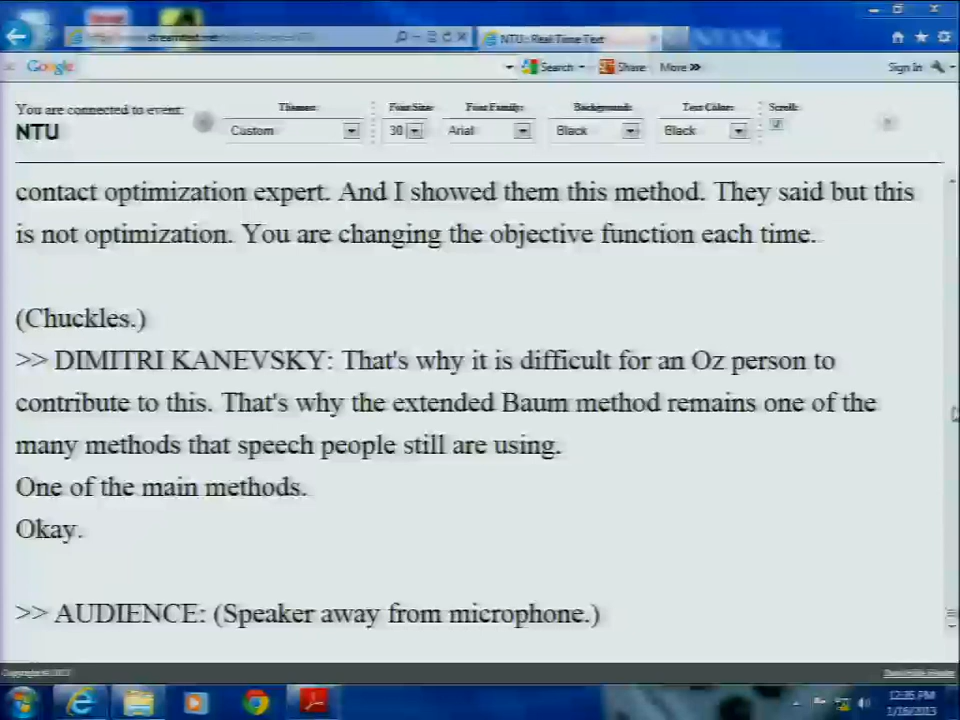 streamtext.net
NTU: Real Time Text
Google
Search
Share
More »
Sign In
You are connected to event:
NTU
Themes:
Font Size:
Font Family:
Background:
Text Color:
Scroll:
Custom
30
Arial
Black
Black
contact optimization expert. And I showed them this method. They said but this
is not optimization. You are changing the objective function each time.
(Chuckles.)
>> DIMITRI KANEVSKY: That's why it is difficult for an Oz person to
contribute to this. That's why the extended Baum method remains one of the
many methods that speech people still are using.
One of the main methods.
Okay.
>> AUDIENCE: (Speaker away from microphone.)
12:35 PM
1/16/2013